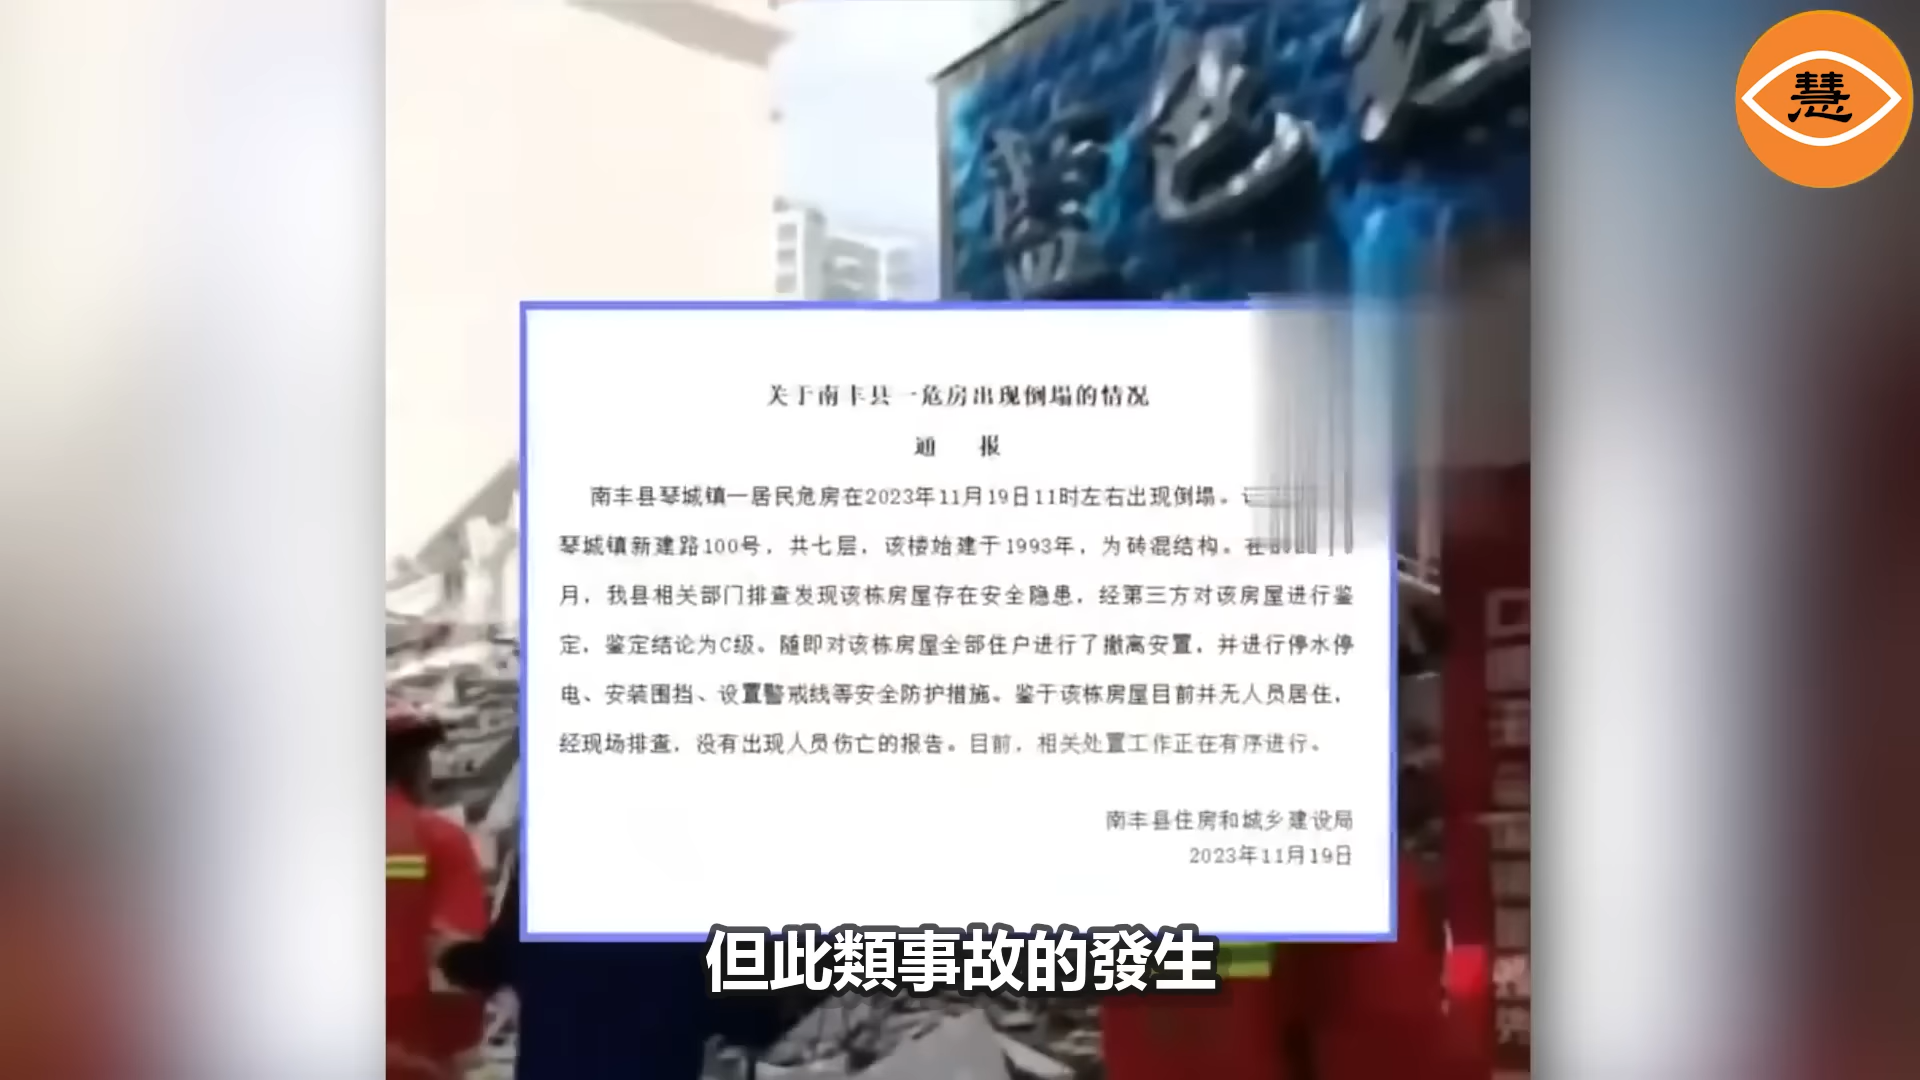 慧
蓝色
关于南丰县一危房出现倒塌的情况
通 报
南丰县琴城镇一居民危房在2023年11月19日11时左右出现倒塌。
琴城镇新建路100号，共七层，该楼始建于1993年，为砖混结构。在
月，我县相关部门排查发现该栋房屋存在安全隐患，经第三方对该房屋进行鉴
定，鉴定结论为C级。随即对该栋房屋全部住户进行了撤离安置，并进行停水停
电、安装围挡、设置警戒线等安全防护措施。鉴于该栋房屋目前并无人员居住，
经现场排查，没有出现人员伤亡的报告。目前，相关处置工作正在有序进行。
南丰县住房和城乡建设局
2023年11月19日
但此類事故的發生